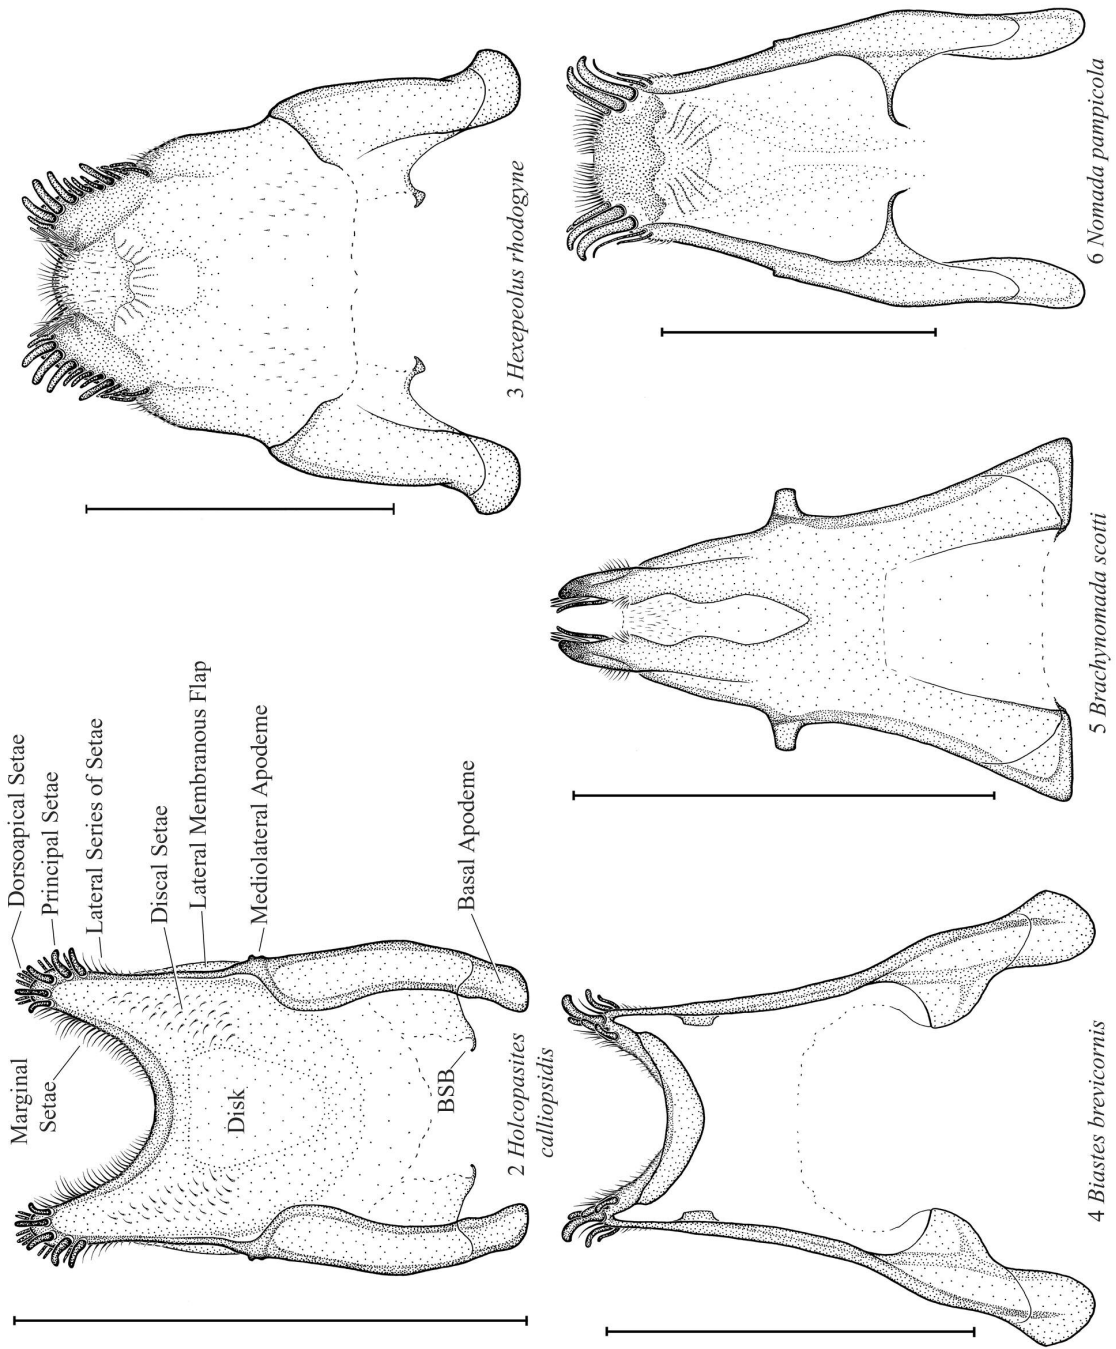 Marginal
Setae
Dorsoapical Setae
Principal Setae
Lateral Series of Setae
Discal Setae
Lateral Membranous Flap
Mediolateral Apodeme
Disk
BSB
Basal Apodeme
2 Holcopasites
calliopsidis
3 Hexepeolus rhodogyne
4 Biastes brevicornis
5 Brachynomada scotti
6 Nomada pampicola